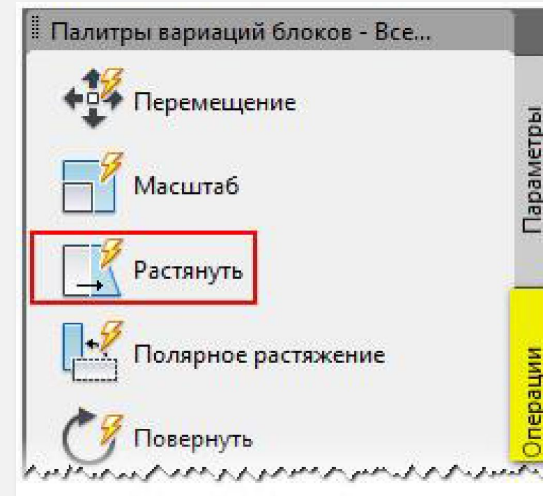 Палитры вариаций блоков - Все...
Перемещение
Масштаб
Растянуть
Полярное растяжение
Повернуть
Параметры
Операции